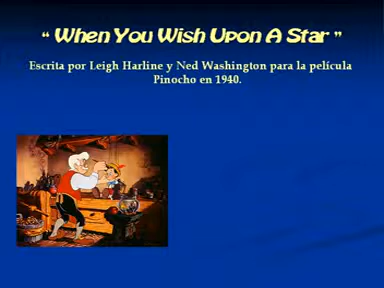 “ When You Wish Upon A Star ”
Escrita por Leigh Harline y Ned Washington para la película
Pinocho en 1940.